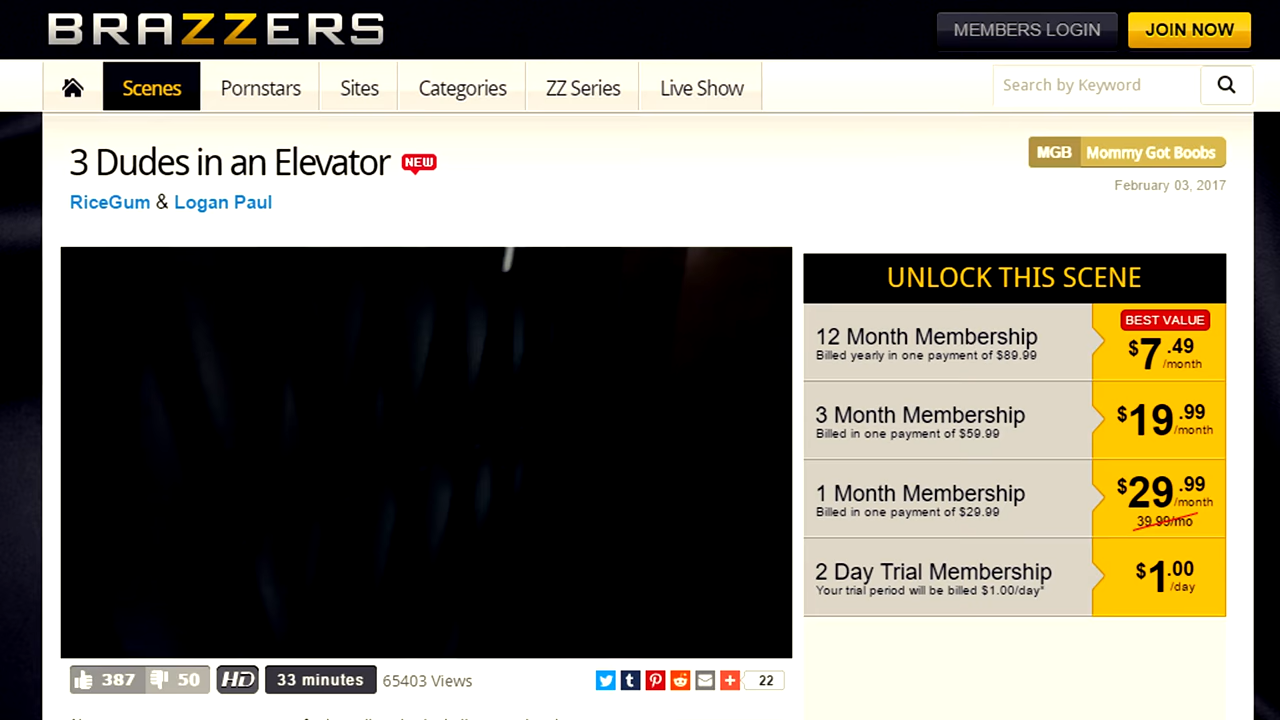 BRAZZERS
MEMBERS LOGIN
JOIN NOW
Scenes
Pornstars
Sites
Categories
ZZ Series
Live Show
Search by Keyword
3 Dudes in an Elevator
NEW
MGB Mommy Got Boobs
RiceGum & Logan Paul
February 03, 2017
UNLOCK THIS SCENE
BEST VALUE
12 Month Membership
Billed yearly in one payment of $89.99
$7.49
/month
3 Month Membership
Billed in one payment of $59.99
$19.99
/month
1 Month Membership
Billed in one payment of $29.99
$29.99
/month
39.99/mo
2 Day Trial Membership
Your trial period will be billed $1.00/day*
$1.00
/day
387
50
HD
33 minutes
65403 Views
22